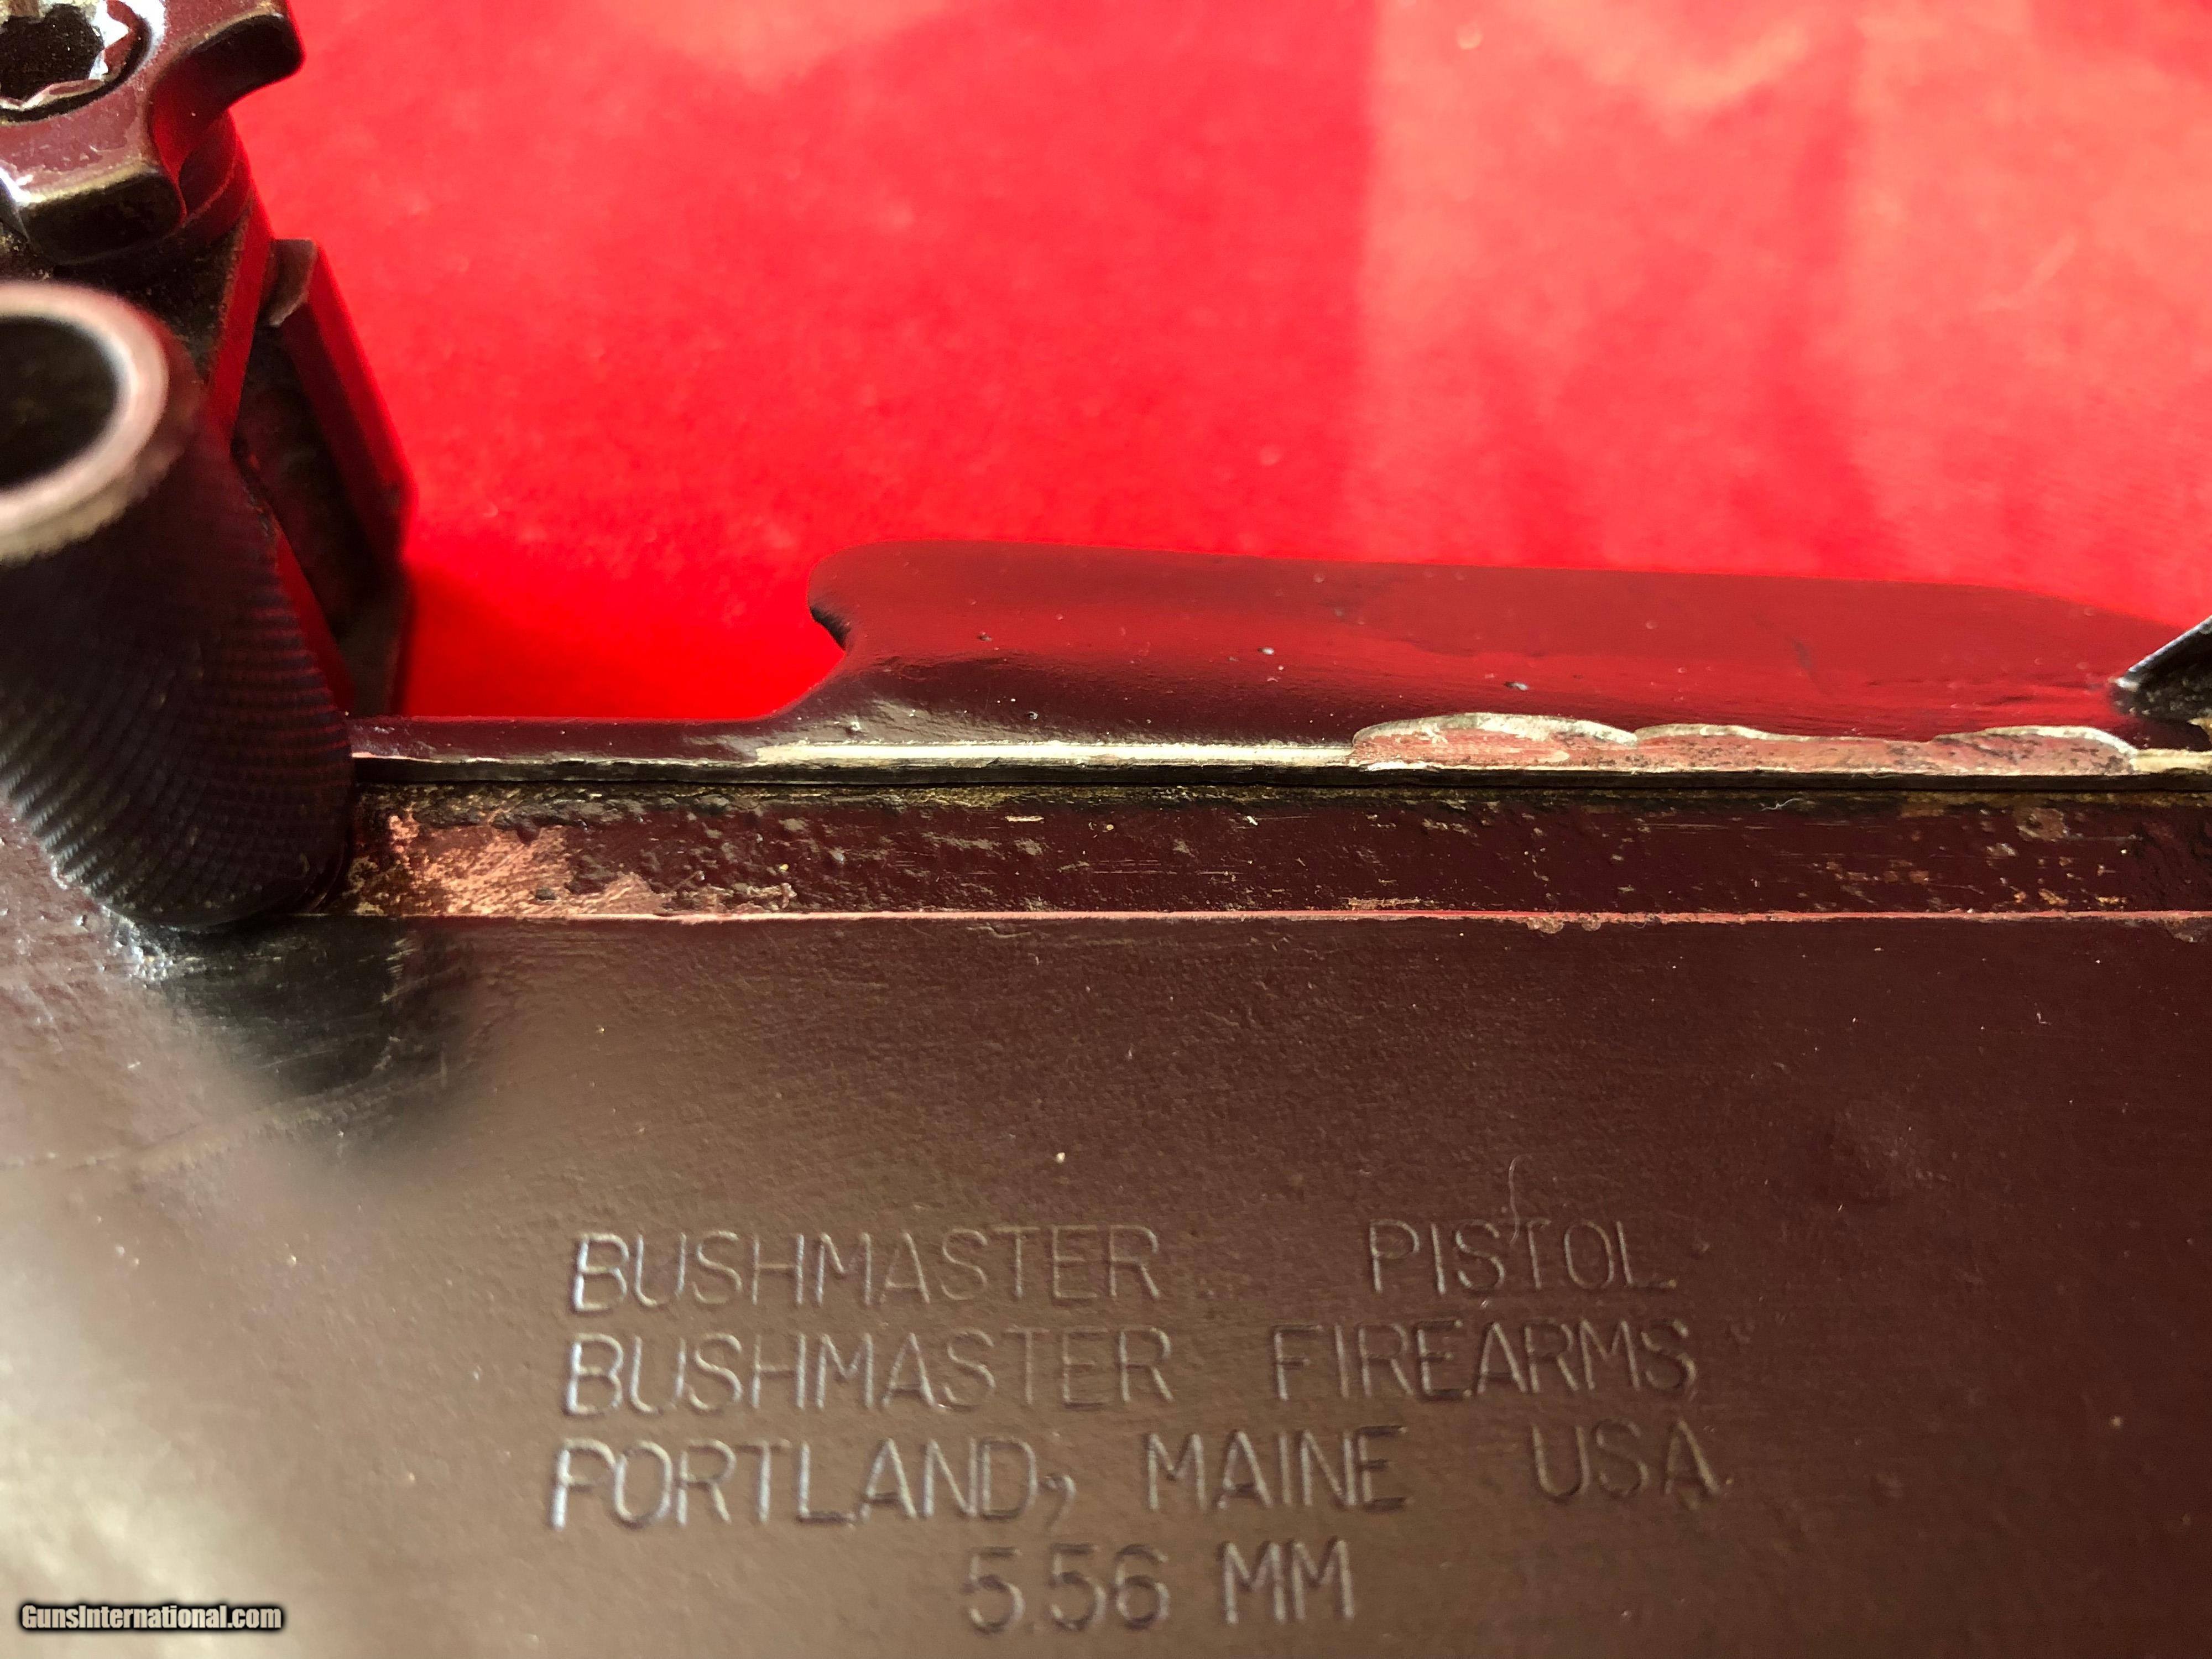 BUSHMASTER PISTOL
BUSHMASTER FIREARMS
PORTLAND, MAINE USA
5.56 MM
GunsInternational.com